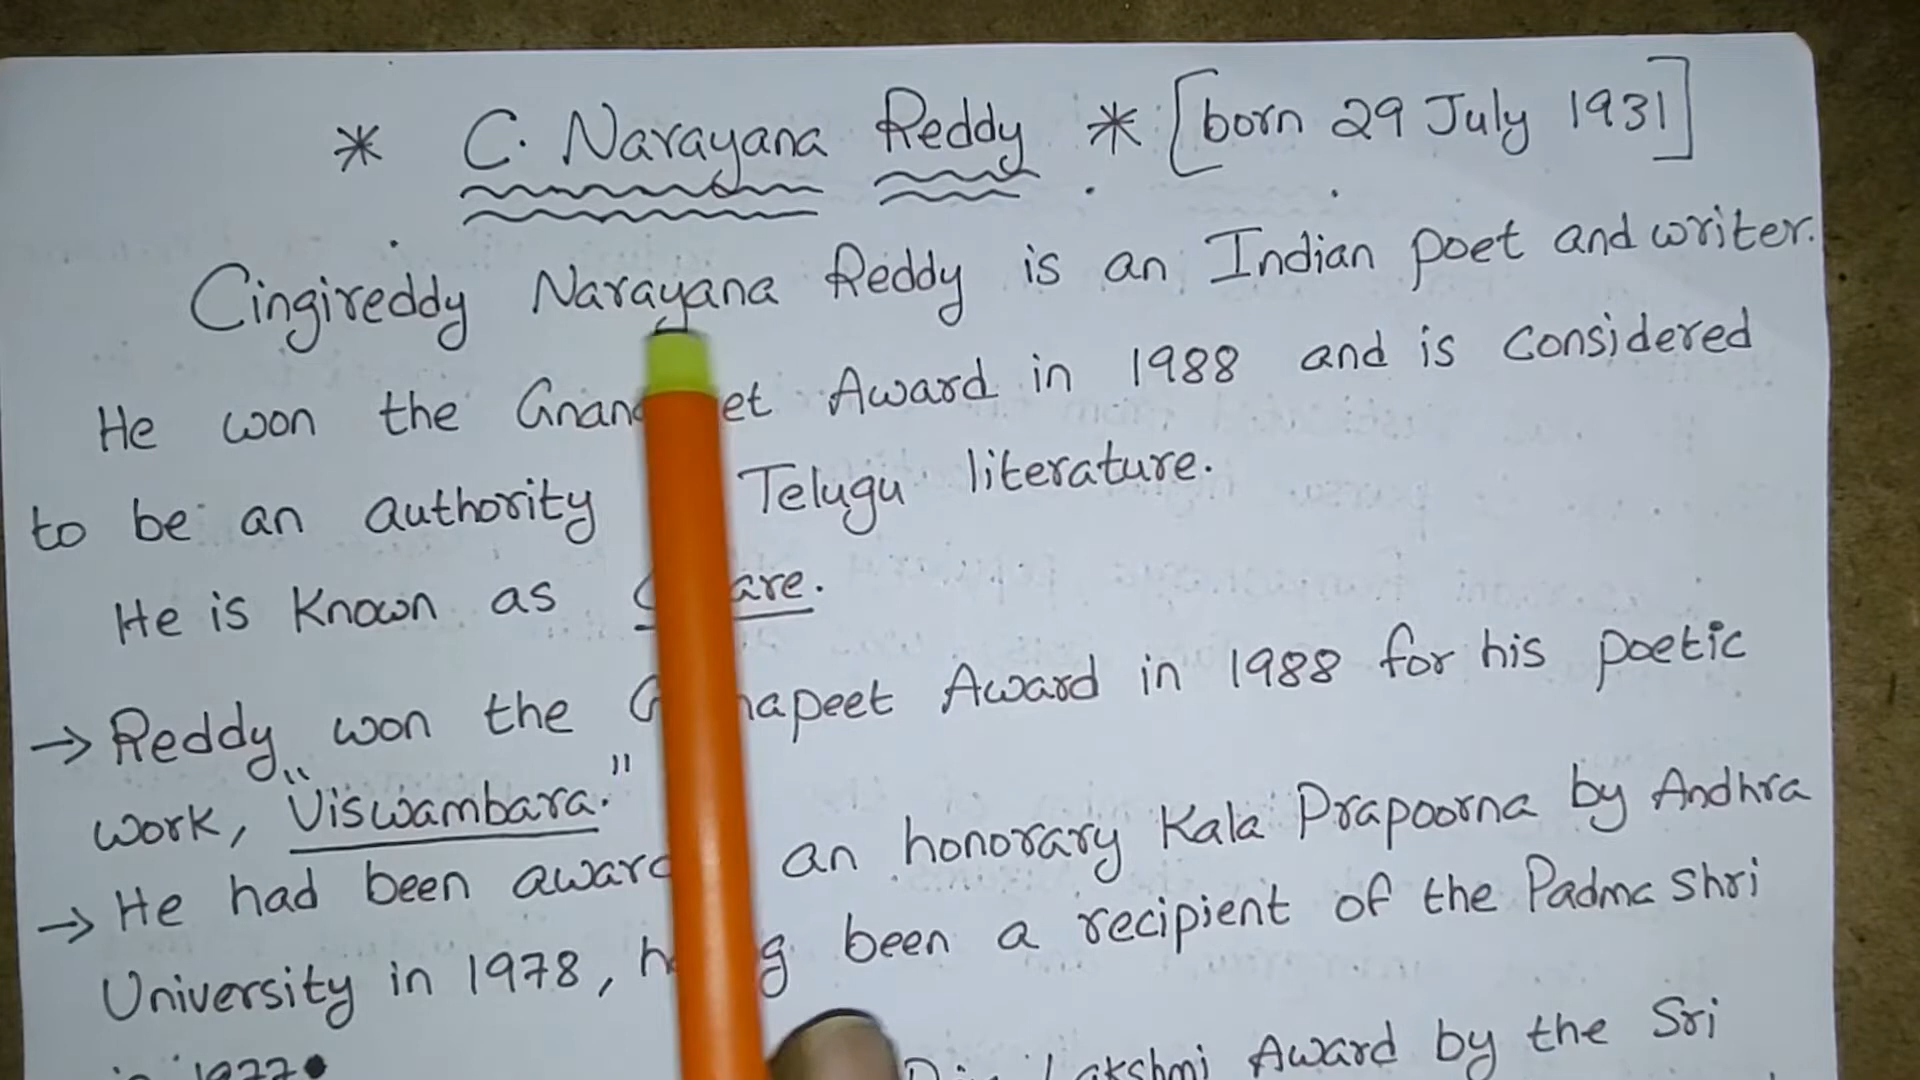 * C. Narayana Reddy * [born 29 July 1931]
Cingireddy Narayana Reddy is an Indian poet and writer.
He won the Award in 1988 and is considered
to be an authority Telugu literature.
He is known as
→ Reddy won the Award in 1988 for his poetic
work, "Viswambara."
→ He had been an honorary Kala Prapoorna by Andhra
University in 1978, been a recipient of the Padma Shri
1977
Lakshmi Award by the Sri